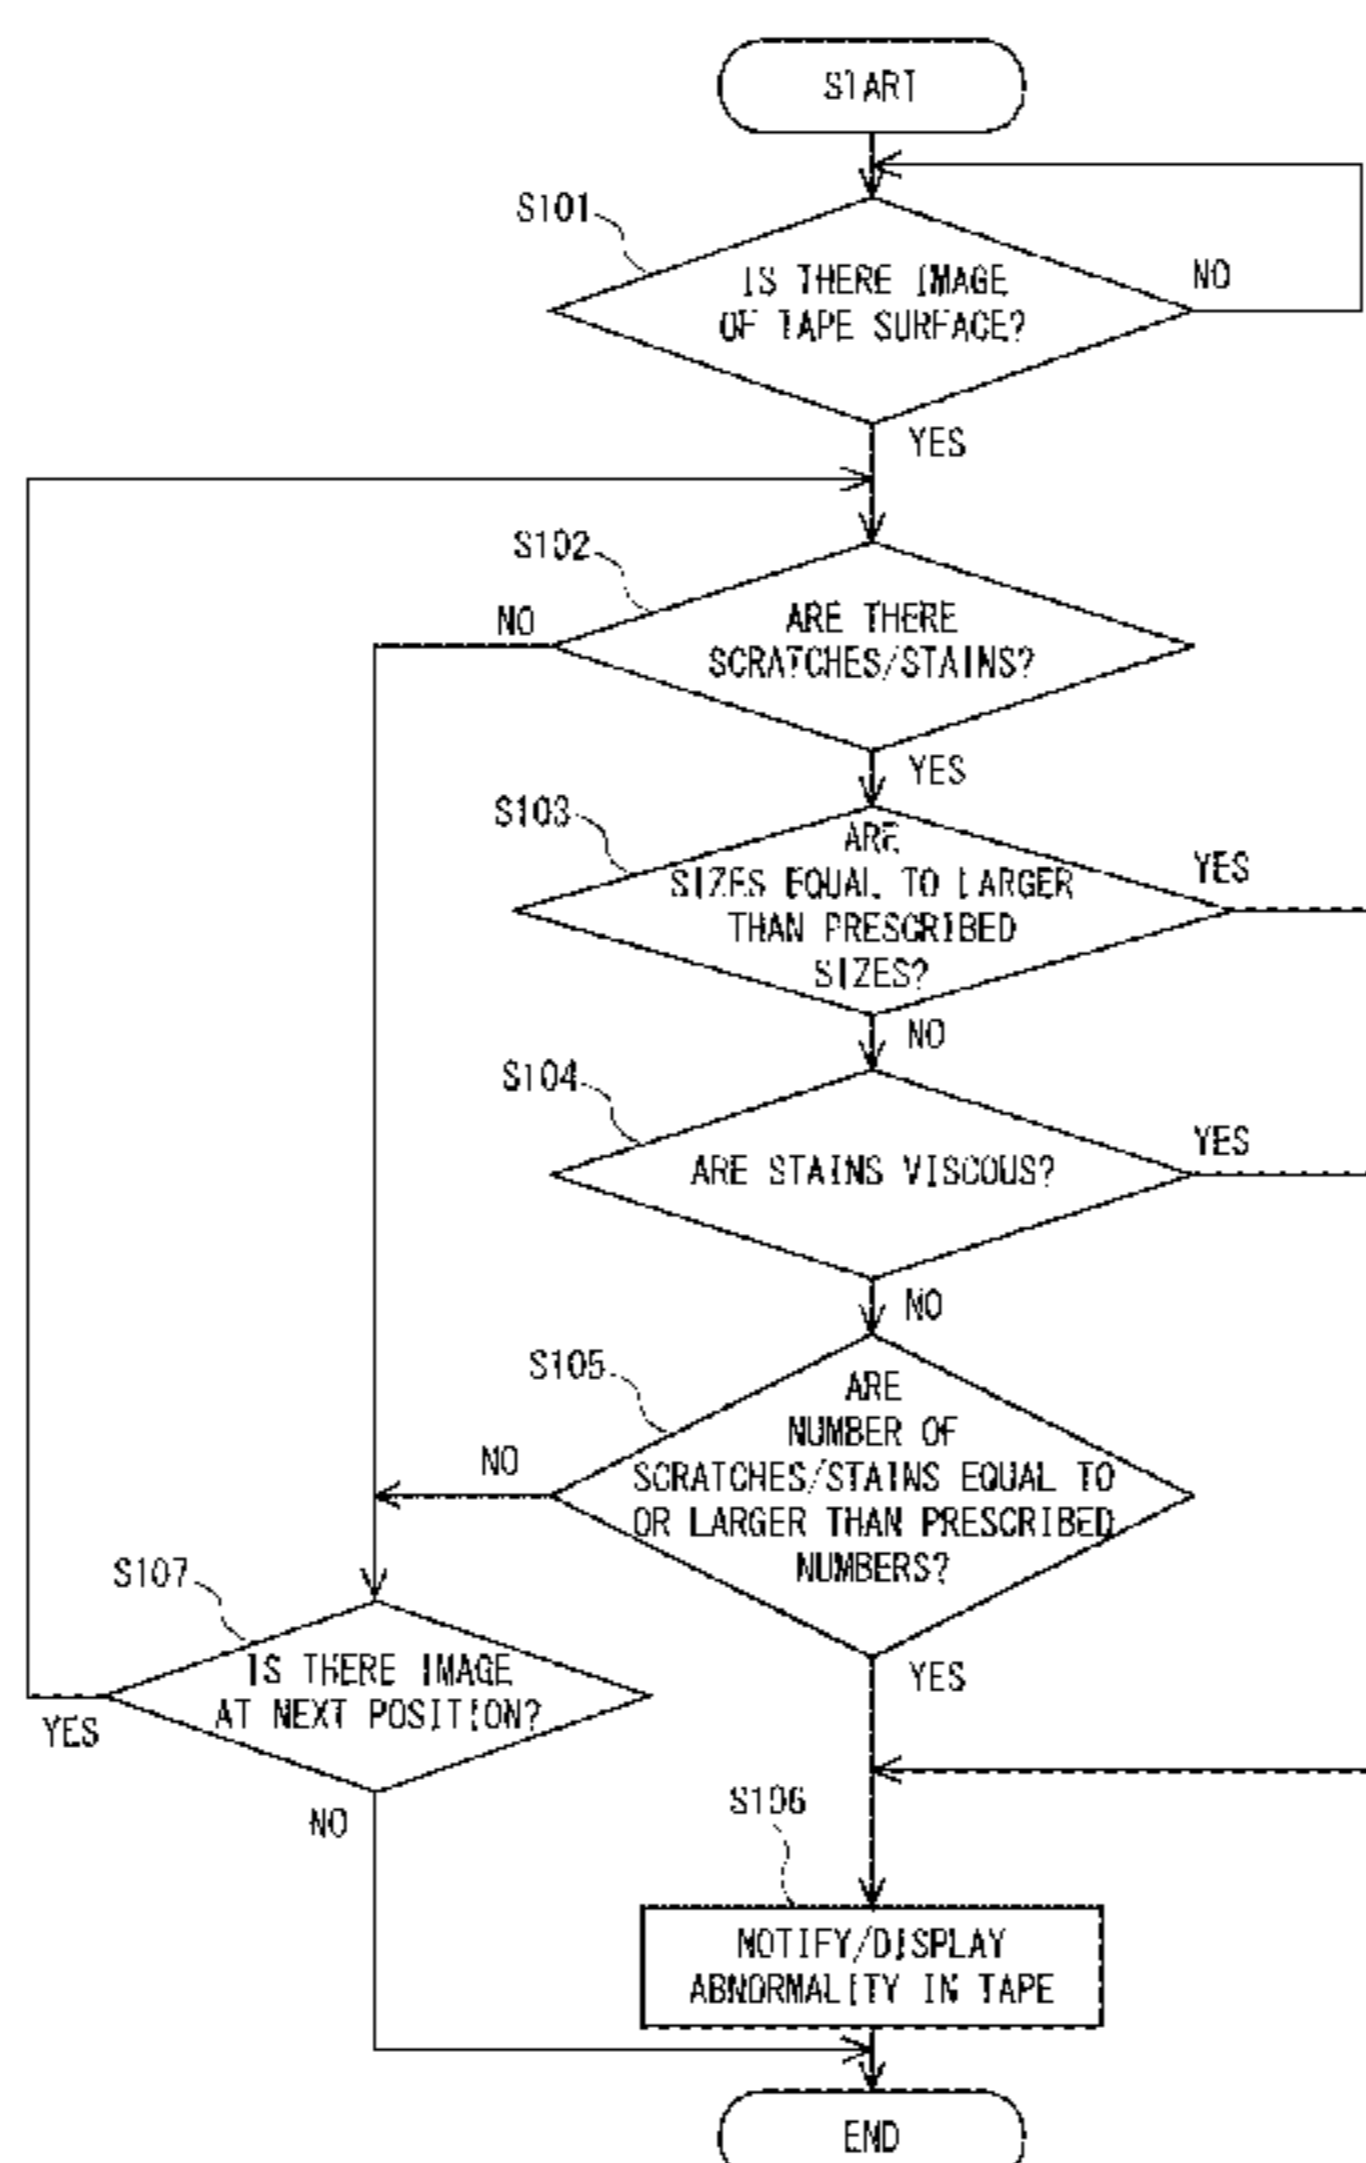 START
S101
IS THERE IMAGE
OF TAPE SURFACE?
NO
YES
S102
NO
ARE THERE
SCRATCHES/STAINS?
YES
S103
ARE
SIZES EQUAL TO LARGER
THAN PRESCRIBED
SIZES?
YES
NO
S104
ARE STAINS VISCOUS?
YES
NO
S105
ARE
NUMBER OF
SCRATCHES/STAINS EQUAL TO
OR LARGER THAN PRESCRIBED
NUMBERS?
NO
YES
S107
IS THERE IMAGE
AT NEXT POSITION?
YES
NO
S106
NOTIFY/DISPLAY
ABNORMALITY IN TAPE
END